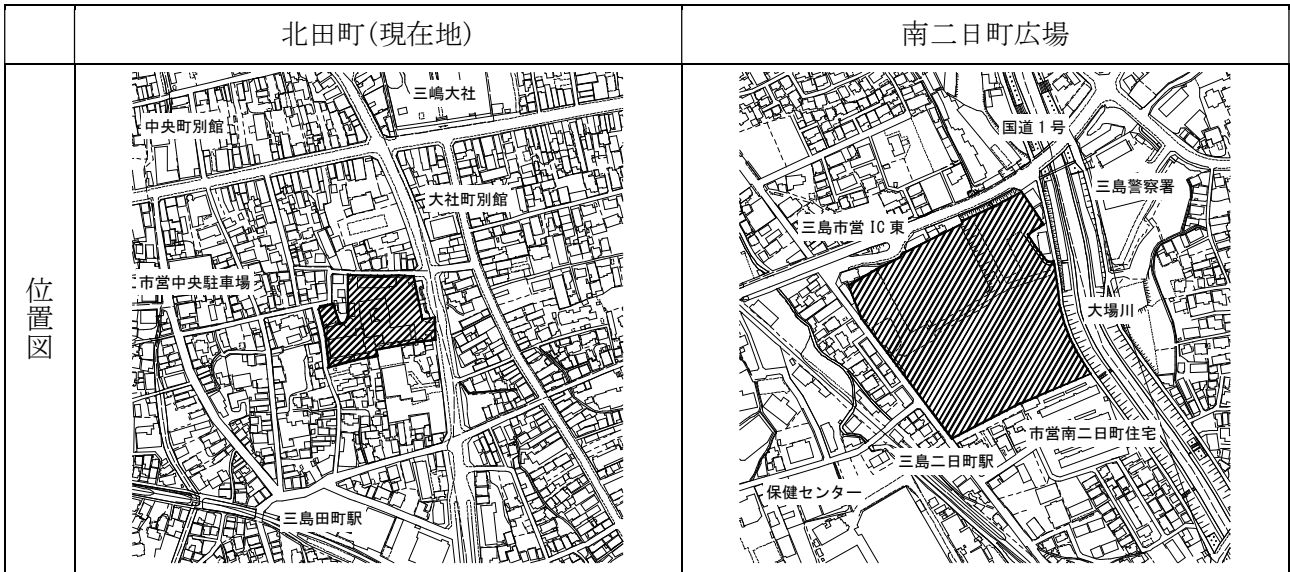 北田町(現在地)
南二日町広場
位置図
三嶋大社
中央町別館
大社町別館
市営中央駐車場
三島田町駅
国道1号
三島警察署
三島市営 IC 東
大場川
市営南二日町住宅
三島二日町駅
保健センター